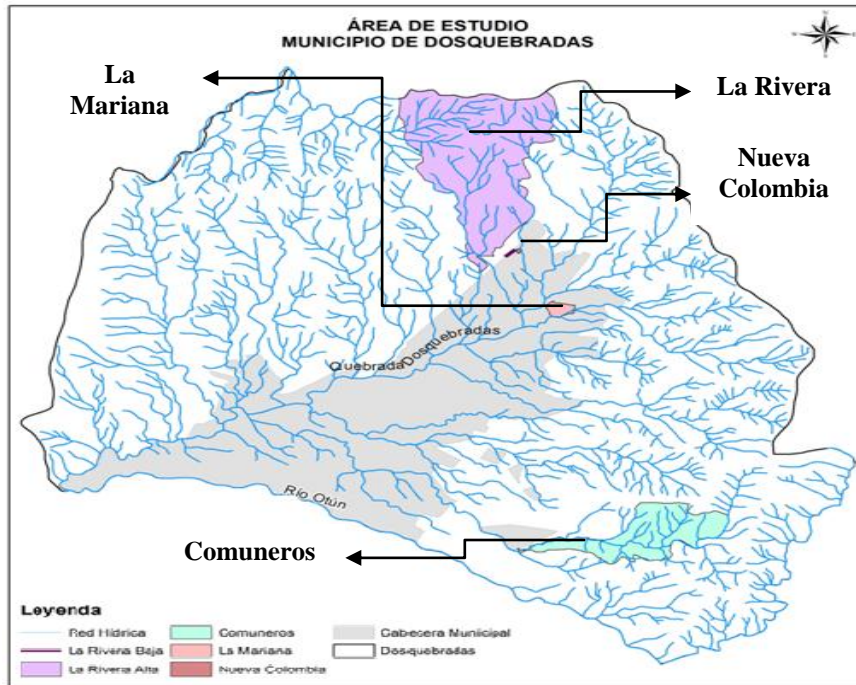 ÁREA DE ESTUDIO
MUNICIPIO DE DOSQUEBRADAS
La
Mariana
La Rivera
Nueva
Colombia
Quebrada Dosquebradas
Río Otún
Comuneros
Leyenda
Red Hídrica
Comuneros
Cabecera Municipal
La Rivera Baja
La Mariana
Dosquebradas
La Rivera Alta
Nueva Colombia